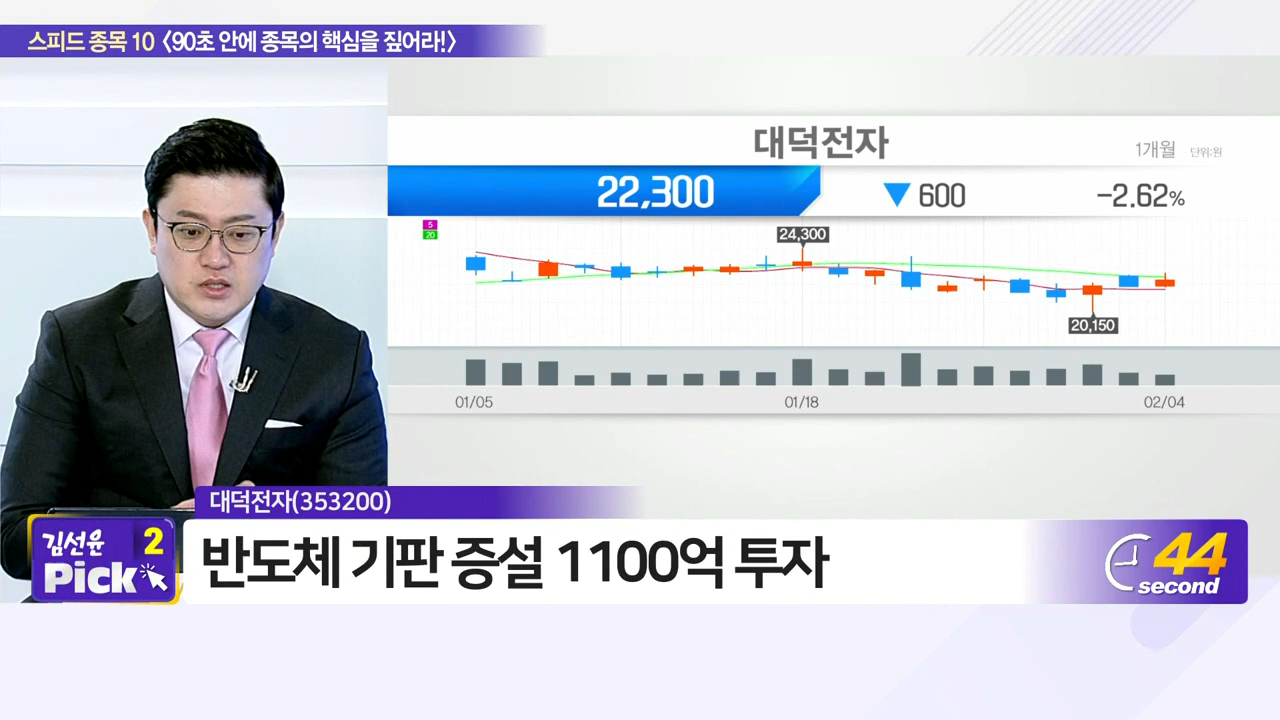 스피드 종목 10 <90초 안에 종목의 핵심을 짚어라!>
대덕전자
1개월 단위:원
22,300 ▼ 600 -2.62%
5
20
24,300
20,150
01/05 01/18 02/04
대덕전자(353200)
김선윤 2
Pick
반도체 기판 증설 1100억 투자
44
second